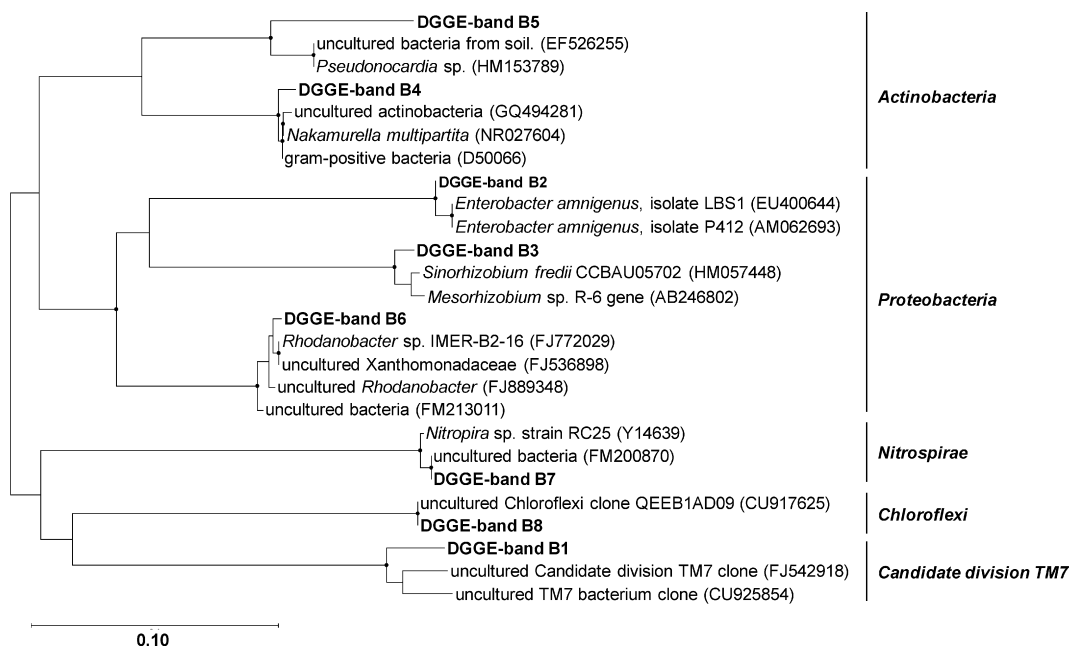 DGGE-band B5
uncultured bacteria from soil. (EF526255)
Pseudonocardia sp. (HM153789)
DGGE-band B4
uncultured actinobacteria (GQ494281)
Nakamurella multipartita (NR027604)
gram-positive bacteria (D50066)
Actinobacteria
DGGE-band B2
Enterobacter amnigenus, isolate LBS1 (EU400644)
Enterobacter amnigenus, isolate P412 (AM062693)
DGGE-band B3
Sinorhizobium fredii CCBAU05702 (HM057448)
Mesorhizobium sp. R-6 gene (AB246802)
DGGE-band B6
Rhodanobacter sp. IMER-B2-16 (FJ772029)
uncultured Xanthomonadaceae (FJ536898)
uncultured Rhodanobacter (FJ889348)
uncultured bacteria (FM213011)
Proteobacteria
Nitropira sp. strain RC25 (Y14639)
uncultured bacteria (FM200870)
DGGE-band B7
Nitrospirae
uncultured Chloroflexi clone QEEB1AD09 (CU917625)
DGGE-band B8
Chloroflexi
DGGE-band B1
uncultured Candidate division TM7 clone (FJ542918)
uncultured TM7 bacterium clone (CU925854)
Candidate division TM7
0.10